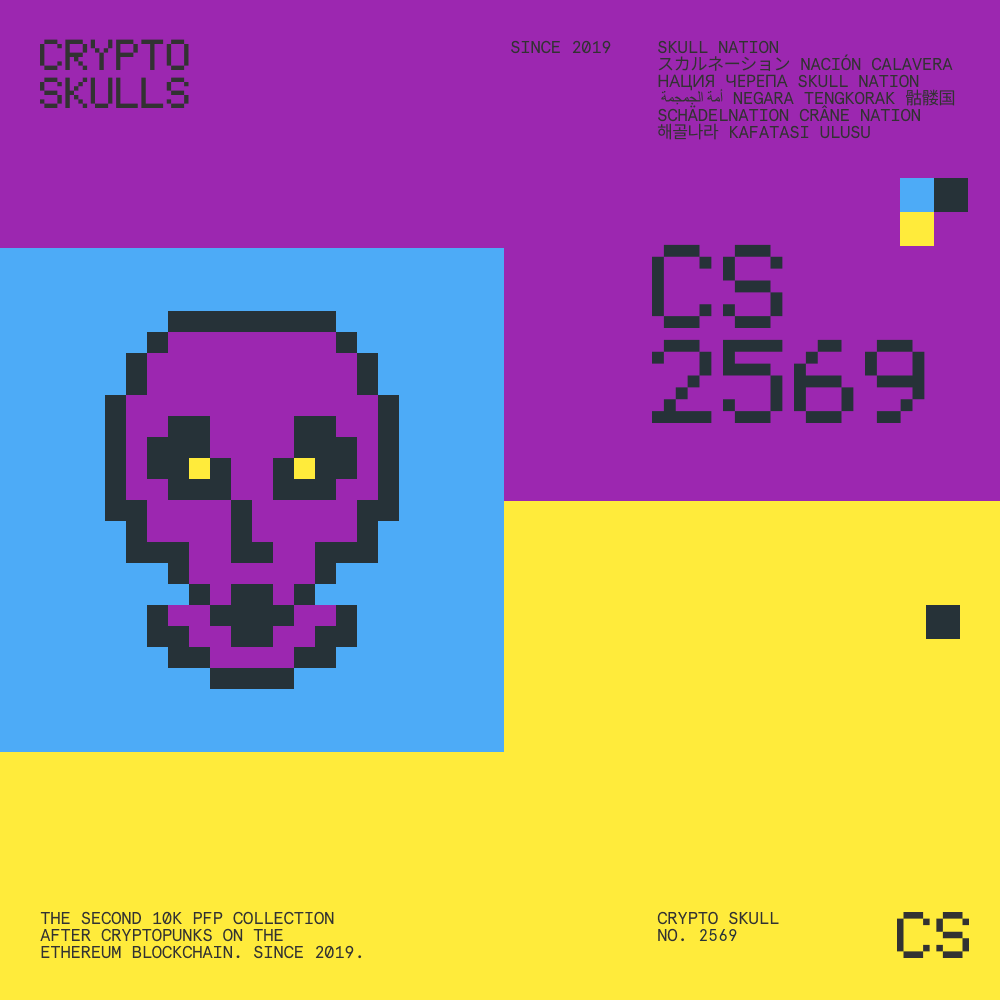 CRYPTO
SKULLS
SINCE 2019
SKULL NATION
スカルネーション NACIÓN CALAVERA
НАЦИЯ ЧЕРЕПА SKULL NATION
أمة الجمجمة NEGARA TENGKORAK 骷髅国
SCHÄDELNATION CRÂNE NATION
해골나라 KAFATASI ULUSU
CS
2569
THE SECOND 10K PFP COLLECTION
AFTER CRYPTOPUNKS ON THE
ETHEREUM BLOCKCHAIN. SINCE 2019.
CRYPTO SKULL
NO. 2569
CS